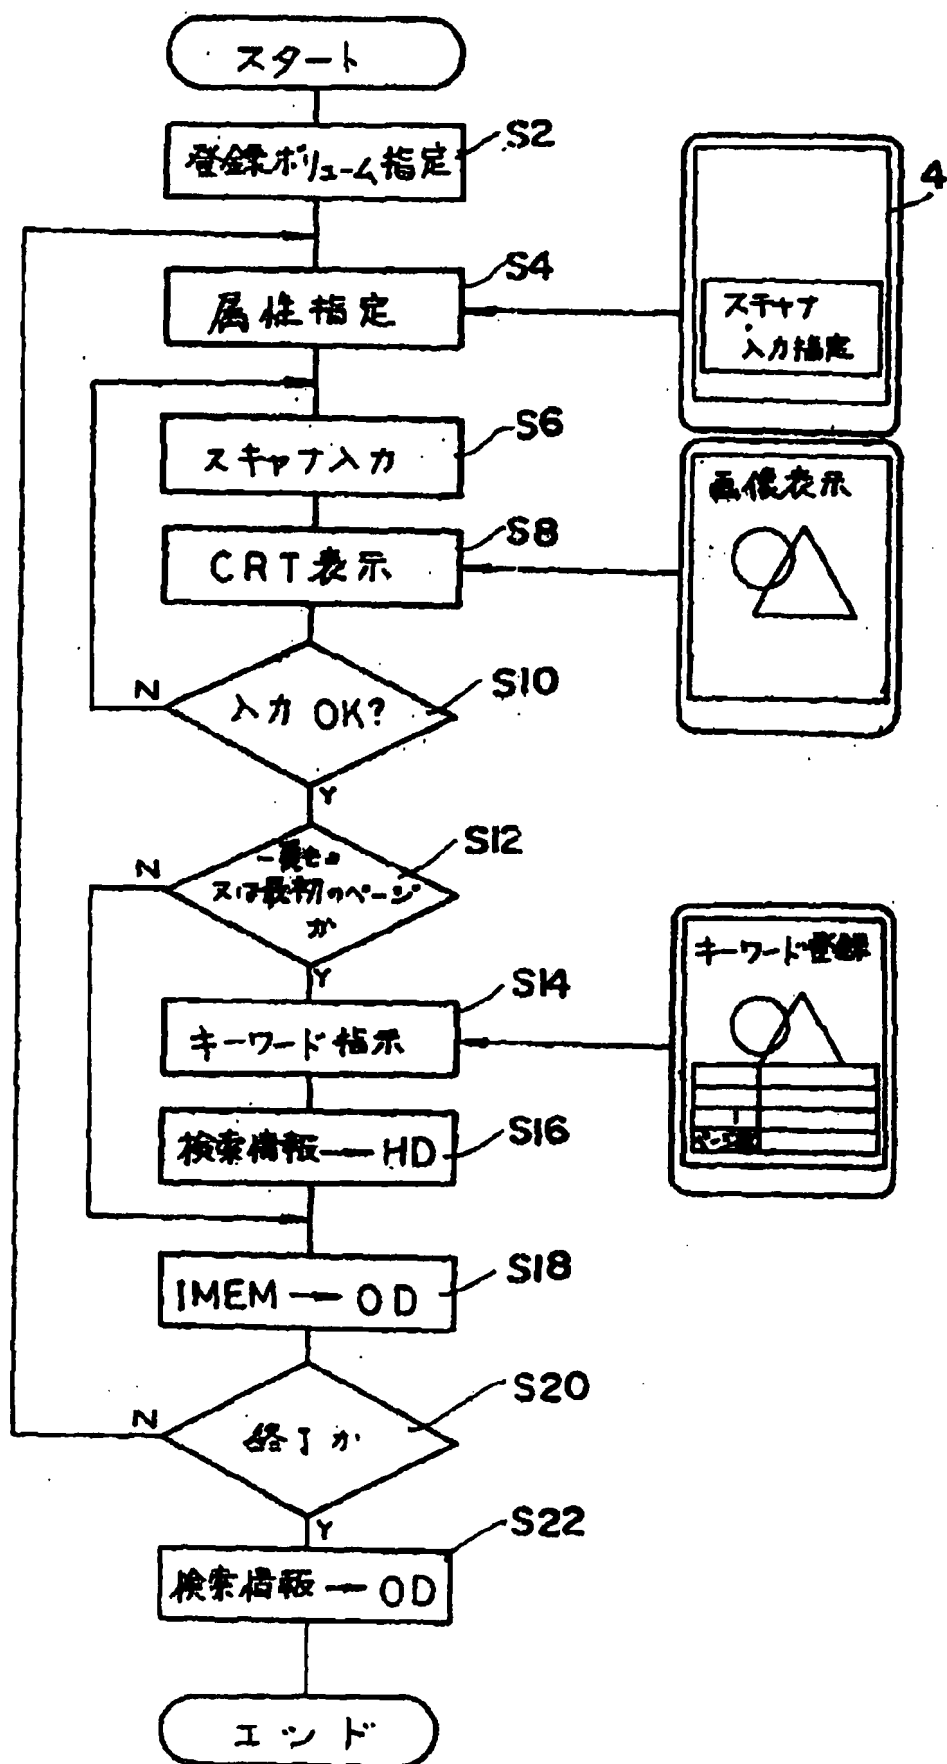 スタート
登録ボリューム指定
S2
4
属性指定
S4
スキャナ
入力指定
スキャナ入力
S6
画像表示
CRT表示
S8
入力 OK?
S10
N
Y
S12
又は最初のページ
か
N
Y
キーワード指示
S14
キーワード登録
検索情報→HD
S16
IMEM→OD
S18
終了か
S20
N
Y
検索情報→OD
S22
エンド